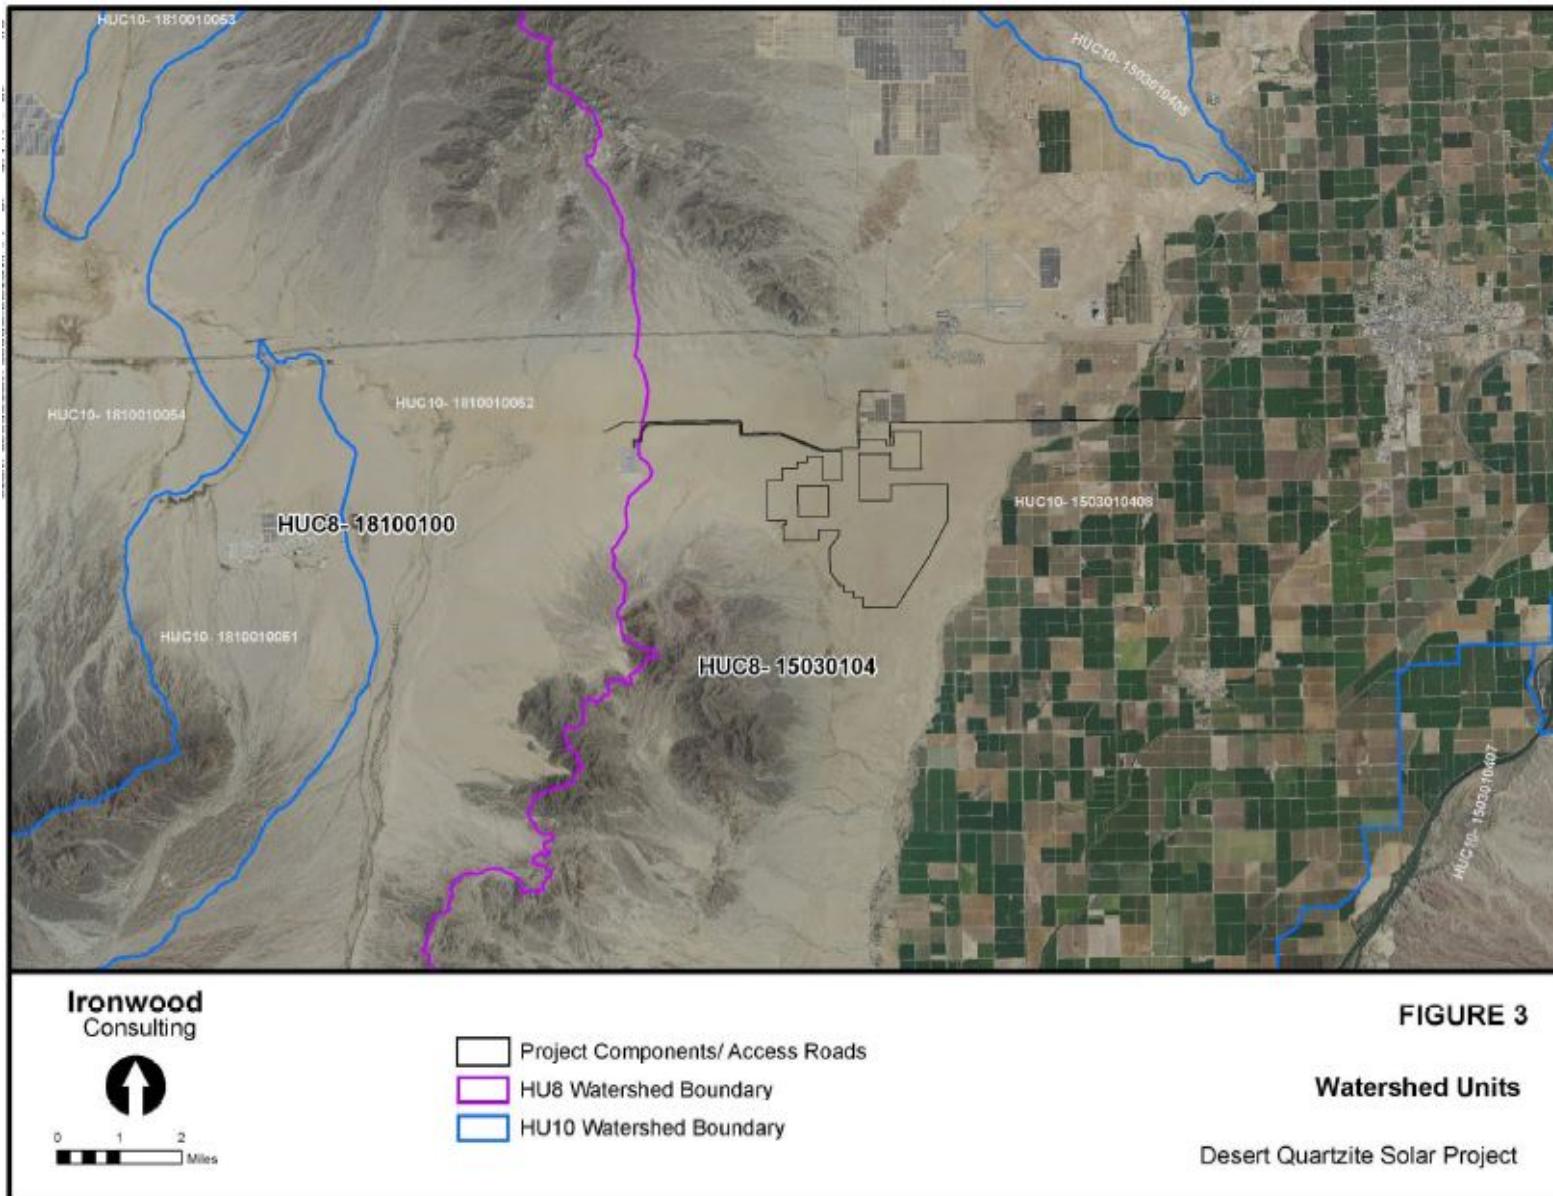 HUC10- 1810010053
HUC10- 1503010405
HUC10- 1810010054
HUC10- 1810010052
HUC10- 1503010408
HUC8- 18100100
HUC10- 1810010051
HUC8- 15030104
HUC10- 1503010407
Ironwood
Consulting
0 1 2
Miles
Project Components/ Access Roads
HU8 Watershed Boundary
HU10 Watershed Boundary
FIGURE 3
Watershed Units
Desert Quartzite Solar Project